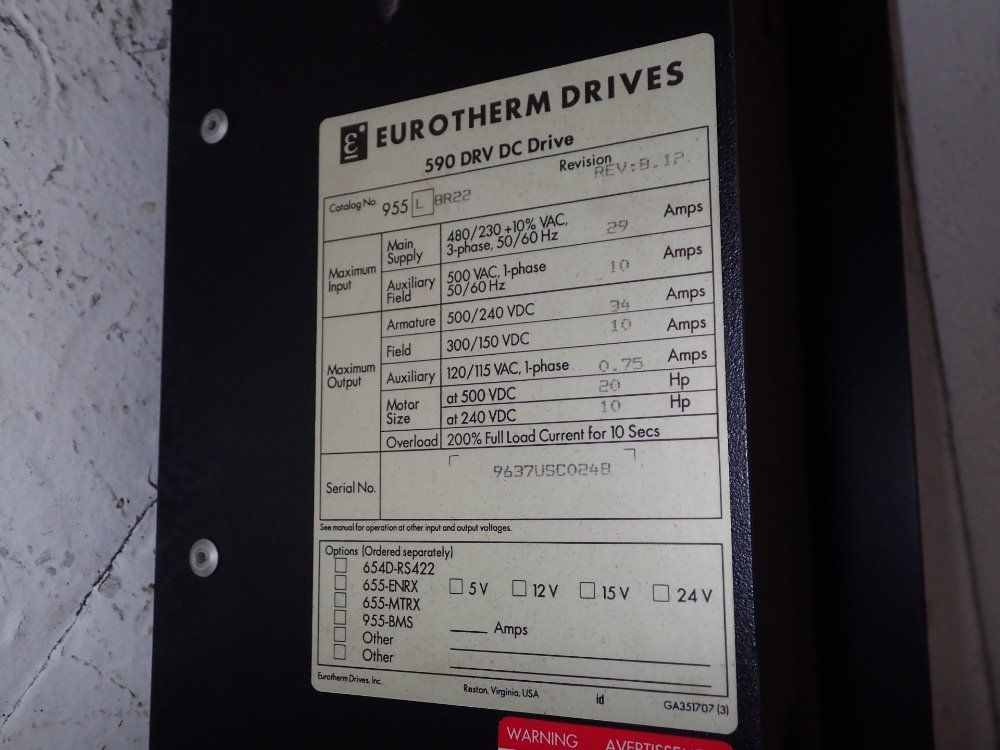 EUROTHERM DRIVES
590 DRV DC Drive
Revision REV:8.12
Catalog No. 955 L 8R22
Maximum Input
Main Supply 480/230 +10% VAC, 3-phase, 50/60 Hz 29 Amps
Auxiliary Field 500 VAC, 1-phase 50/60 Hz 10 Amps
Maximum Output
Armature 500/240 VDC 34 Amps
Field 300/150 VDC 10 Amps
Auxiliary 120/115 VAC, 1-phase 0.75 Amps
Motor Size at 500 VDC 20 Hp
at 240 VDC 10 Hp
Overload 200% Full Load Current for 10 Secs
Serial No. 9637USC0248
See manual for operation at other input and output voltages.
Options (Ordered separately)
654D-RS422
655-ENRX 5 V 12 V 15 V 24 V
655-MTRX
955-BMS Amps
Other
Other
Eurotherm Drives, Inc. Reston, Virginia, USA id GA351707 (3)
WARNING